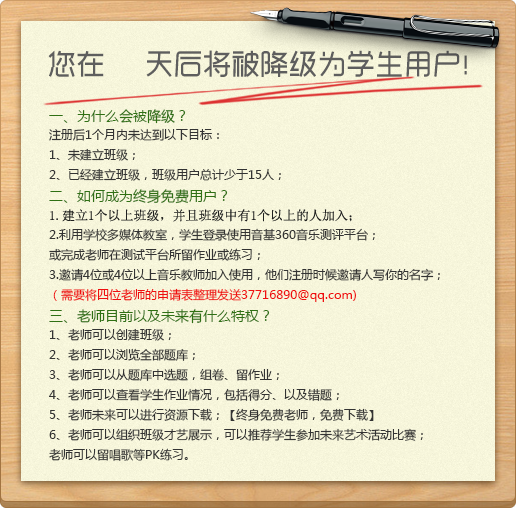 您在 天后将被降级为学生用户!
一、为什么会被降级？
注册后1个月内未达到以下目标：
1、未建立班级；
2、已经建立班级，班级用户总计少于15人；
二、如何成为终身免费用户？
1. 建立1个以上班级，并且班级中有1个以上的人加入；
2.利用学校多媒体教室，学生登录使用音基360音乐测评平台；
或完成老师在测试平台所留作业或练习；
3.邀请4位或4位以上音乐教师加入使用，他们注册时候邀请人写你的名字；
（需要将四位老师的申请表整理发送37716890@qq.com)
三、老师目前以及未来有什么特权？
1、老师可以创建班级；
2、老师可以浏览全部题库；
3、老师可以从题库中选题，组卷、留作业；
4、老师可以查看学生作业情况，包括得分、以及错题；
5、老师未来可以进行资源下载；【终身免费老师，免费下载】
6、老师可以组织班级才艺展示，可以推荐学生参加未来艺术活动比赛；
老师可以留唱歌等PK练习。